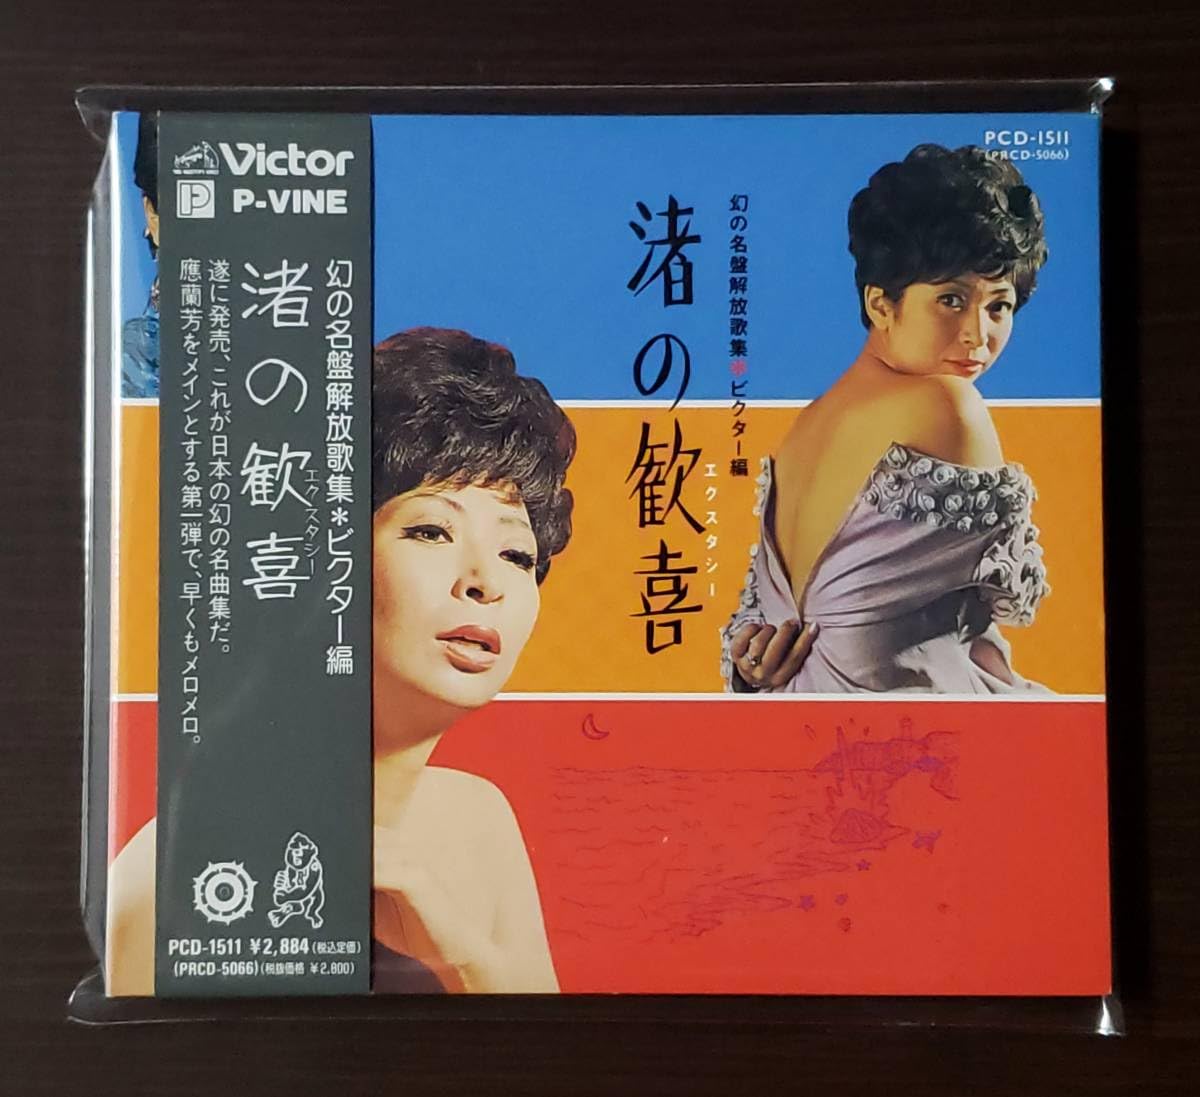 Victor
P-VINE
幻の名盤解放歌集*ビクター編
渚の歓喜
エクスタシー
遂に発売、これが日本の幻の名曲集だ。
應蘭芳をメインとする第一弾で、早くもメロメロ。
PCD-1511 ¥2,884(税込定価)
(PRCD-5066)(税抜価格 ¥2,800)
PCD-1511
(PRCD-5066)
幻の名盤解放歌集*ビクター編
渚の歓喜
エクスタシー